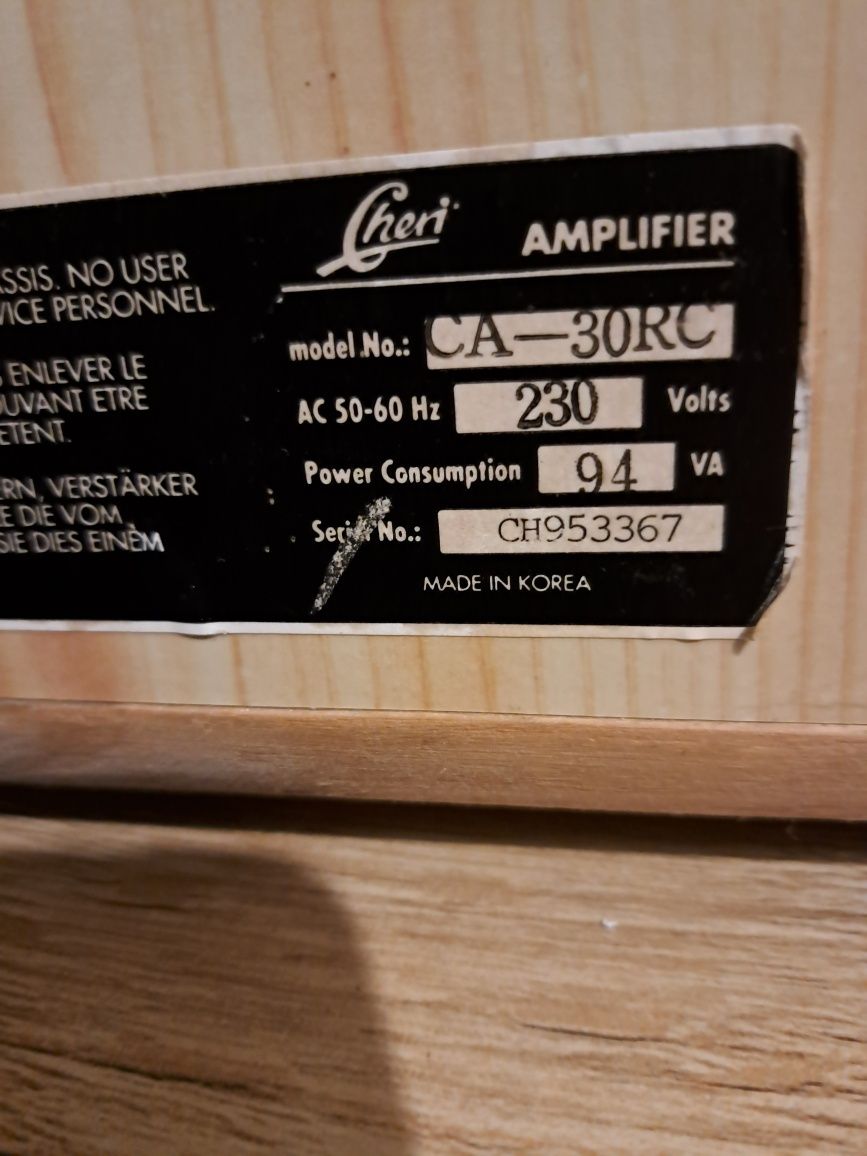 Cheri
AMPLIFIER
ASSIS. NO USER
VICE PERSONNEL.
ENLEVER LE
OUVANT ETRE
ETENT.
ERN, VERSTÄRKER
E DIE VOM
SIE DIES EINEM
model No.: CA-30RC
AC 50-60 Hz 230 Volts
Power Consumption 94 VA
Serial No.: CH953367
MADE IN KOREA